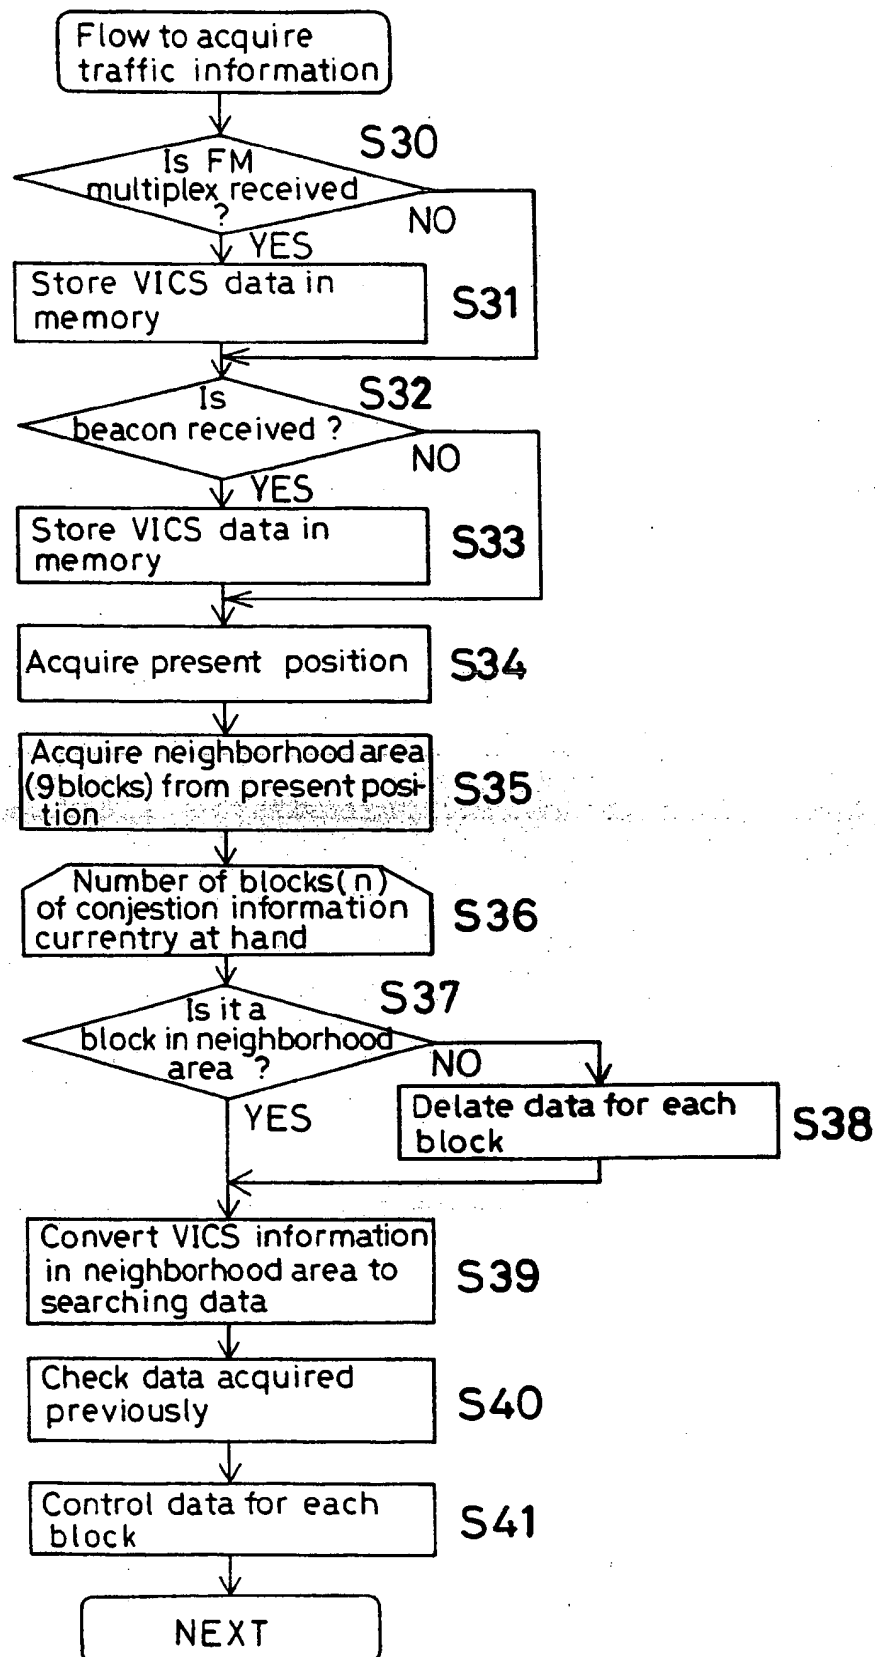 Flow to acquire
traffic information
S30
Is FM
multiplex received
?
NO
YES
Store VICS data in
memory
S31
S32
Is
beacon received ?
NO
YES
Store VICS data in
memory
S33
Acquire present position
S34
Acquire neighborhood area
(9 blocks) from present posi-
tion
S35
Number of blocks (n)
of conjestion information
currentry at hand
S36
S37
Is it a
block in neighborhood
area ?
NO
YES
Delate data for each
block
S38
Convert VICS information
in neighborhood area to
searching data
S39
Check data acquired
previously
S40
Control data for each
block
S41
NEXT